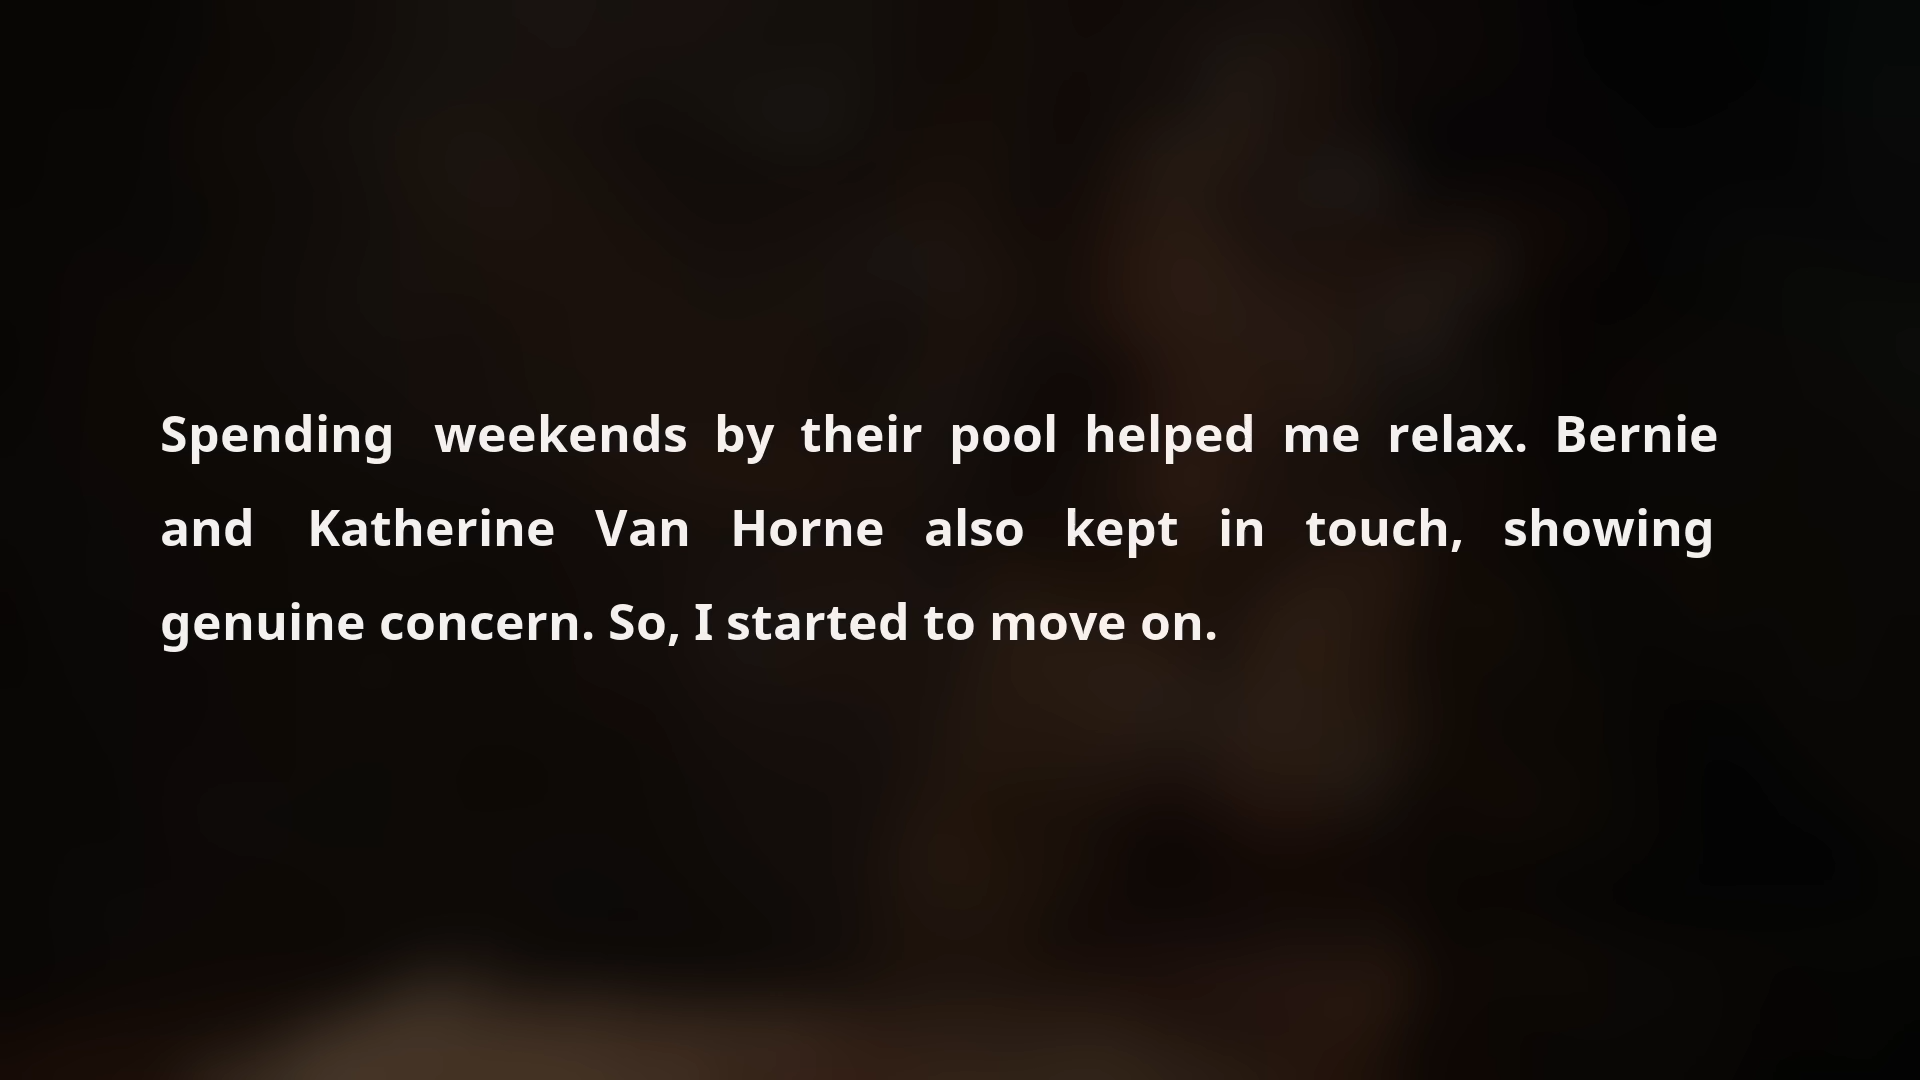 Spending weekends by their pool helped me relax. Bernie
and Katherine Van Horne also kept in touch, showing
genuine concern. So, I started to move on.